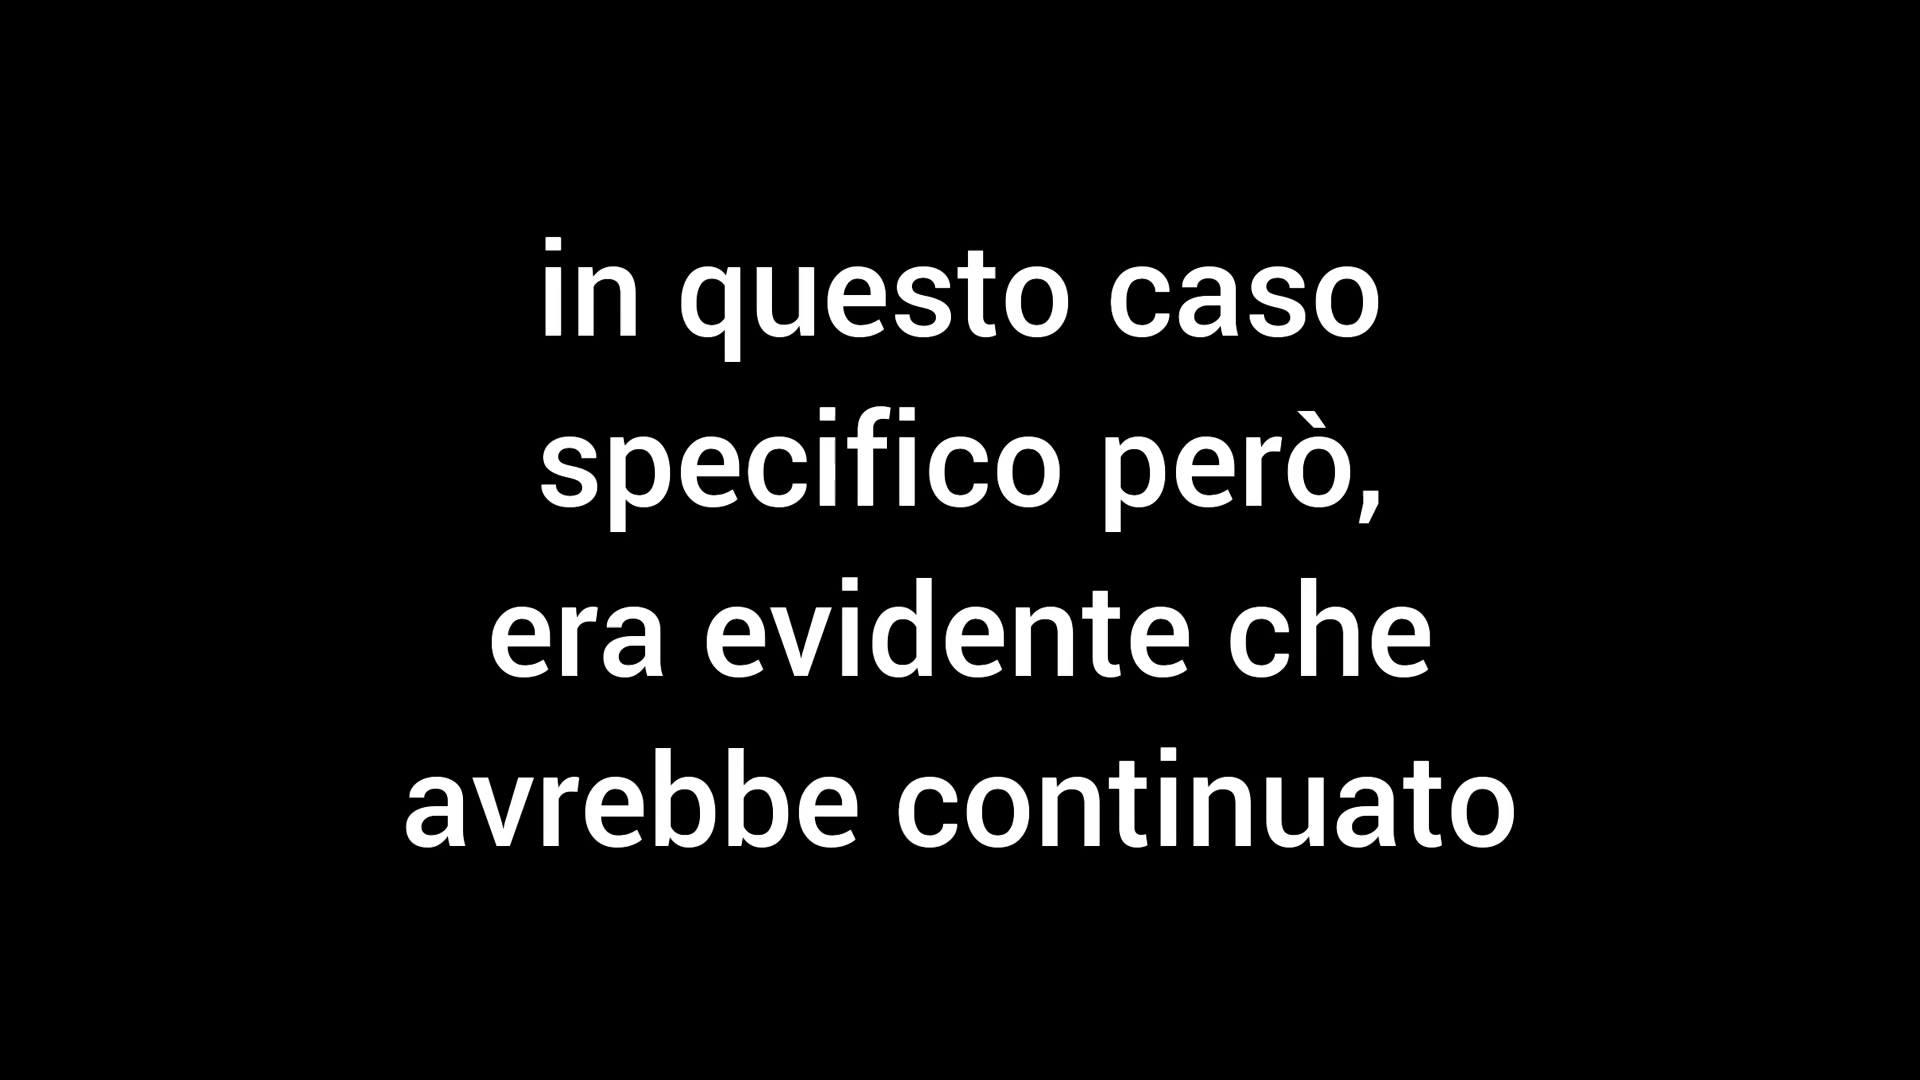 in questo caso
specifico però,
era evidente che
avrebbe continuato